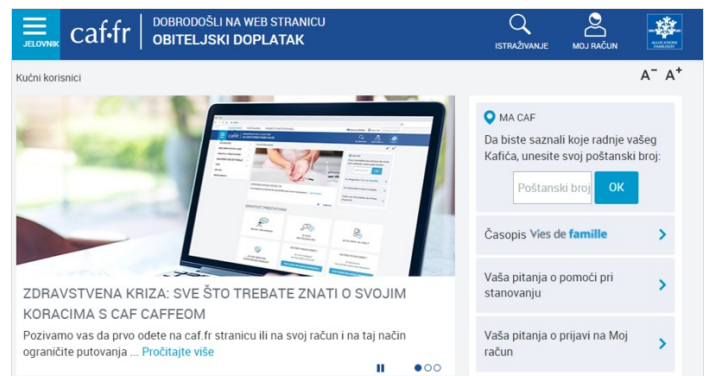 JELOVNIK
caf.fr
DOBRODOŠLI NA WEB STRANICU
OBITELJSKI DOPLATAK
ISTRAŽIVANJE
MOJ RAČUN
Kućni korisnici
A⁻ A⁺
MA CAF
Da biste saznali koje radnje vašeg
Kafića, unesite svoj poštanski
broj:
Poštanski broj
OK
Časopis Vies de famille
Vaša pitanja o pomoći pri
stanovanju
Vaša pitanja o prijavi na Moj
račun
ZDRAVSTVENA KRIZA: SVE ŠTO TREBATE ZNATI O SVOJIM
KORACIMA S CAF CAFFEOM
Pozivamo vas da prvo odete na caf.fr stranicu ili na svoj račun i na taj način
ograničite putovanja ... Pročitajte više